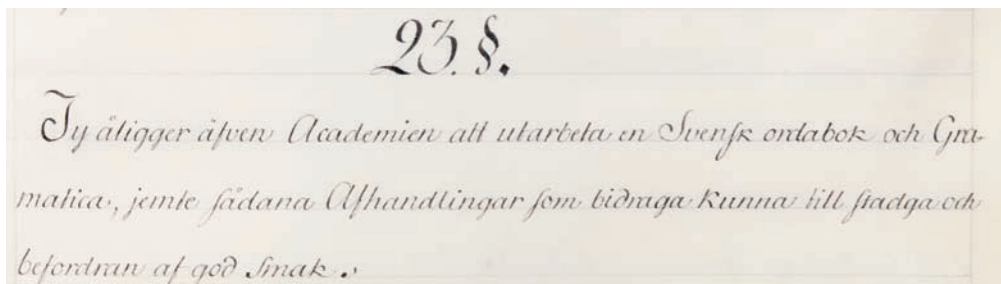 23. §.
Ty åligger äfven Academien att utarbeta en Svensk ordabok och Gra-
matica, jemte sådana Afhandlingar som bidraga kunna till stadga och
befordran af god Smak.